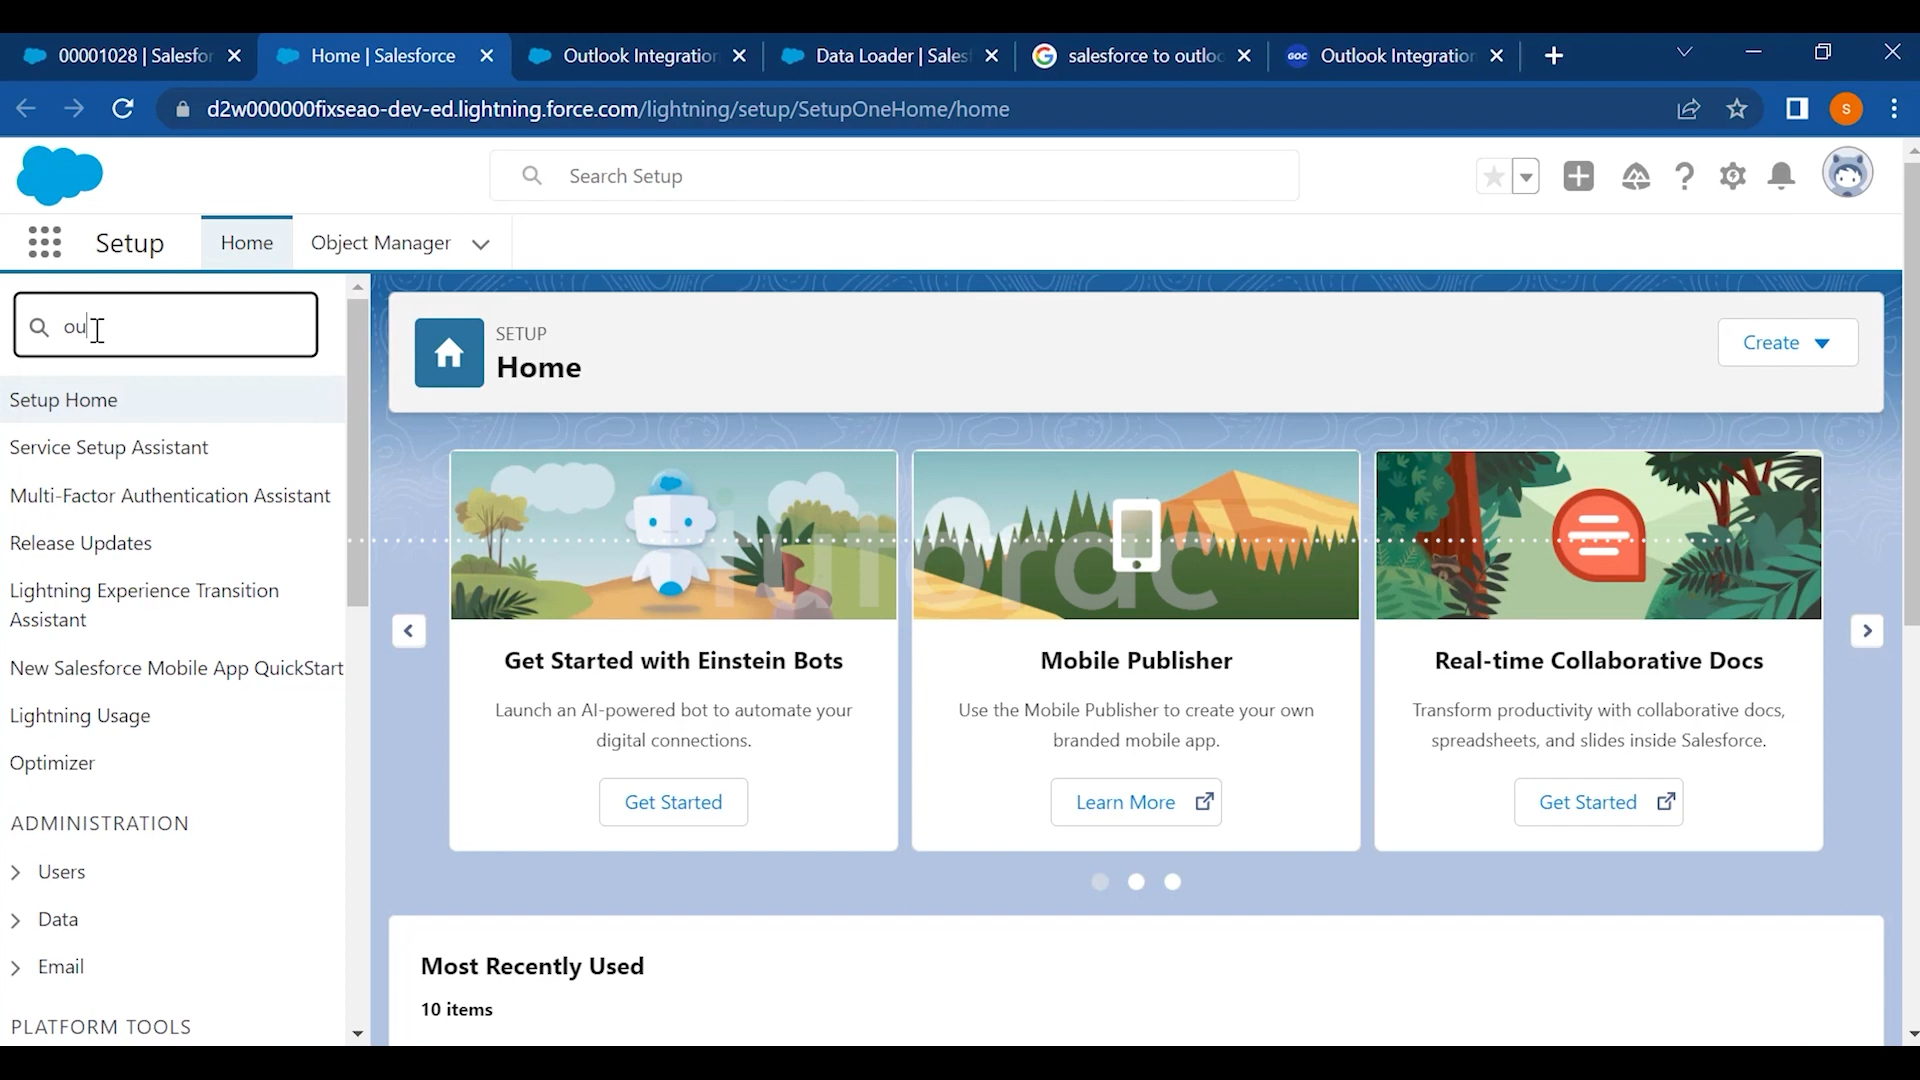 00001028 | Salesfor
Home | Salesforce
Outlook Integration
Data Loader | Sales
salesforce to outloo
GOC
Outlook Integration
d2w000000fixseao-dev-ed.lightning.force.com/lightning/setup/SetupOneHome/home
s
Search Setup
Setup
Home
Object Manager
ou
Setup Home
Service Setup Assistant
Multi-Factor Authentication Assistant
Release Updates
Lightning Experience Transition
Assistant
New Salesforce Mobile App QuickStart
Lightning Usage
Optimizer
ADMINISTRATION
Users
Data
Email
PLATFORM TOOLS
SETUP
Home
Create
Get Started with Einstein Bots
Launch an AI-powered bot to automate your
digital connections.
Get Started
Mobile Publisher
Use the Mobile Publisher to create your own
branded mobile app.
Learn More
Real-time Collaborative Docs
Transform productivity with collaborative docs,
spreadsheets, and slides inside Salesforce.
Get Started
Most Recently Used
10 items